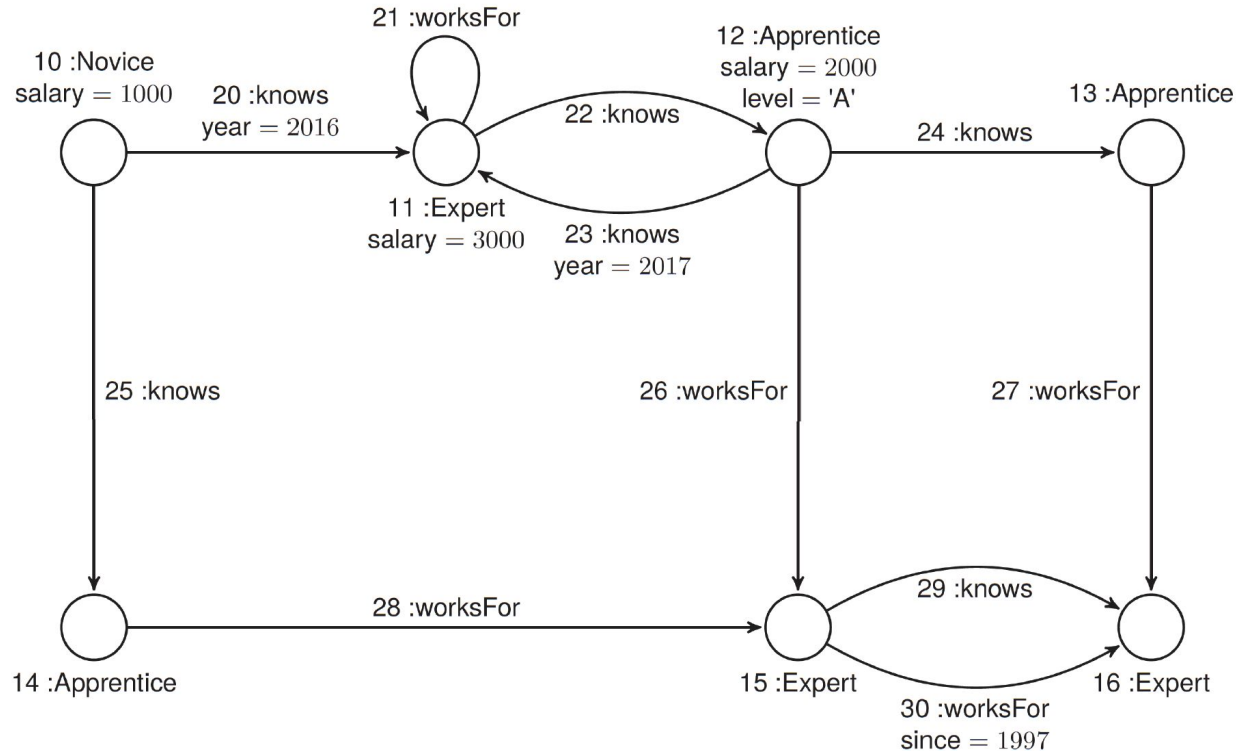 21 :worksFor
10 :Novice
salary = 1000
20 :knows
year = 2016
22 :knows
12 :Apprentice
salary = 2000
level = 'A'
24 :knows
13 :Apprentice
11 :Expert
salary = 3000
23 :knows
year = 2017
25 :knows
26 :worksFor
27 :worksFor
28 :worksFor
29 :knows
14 :Apprentice
15 :Expert
16 :Expert
30 :worksFor
since = 1997